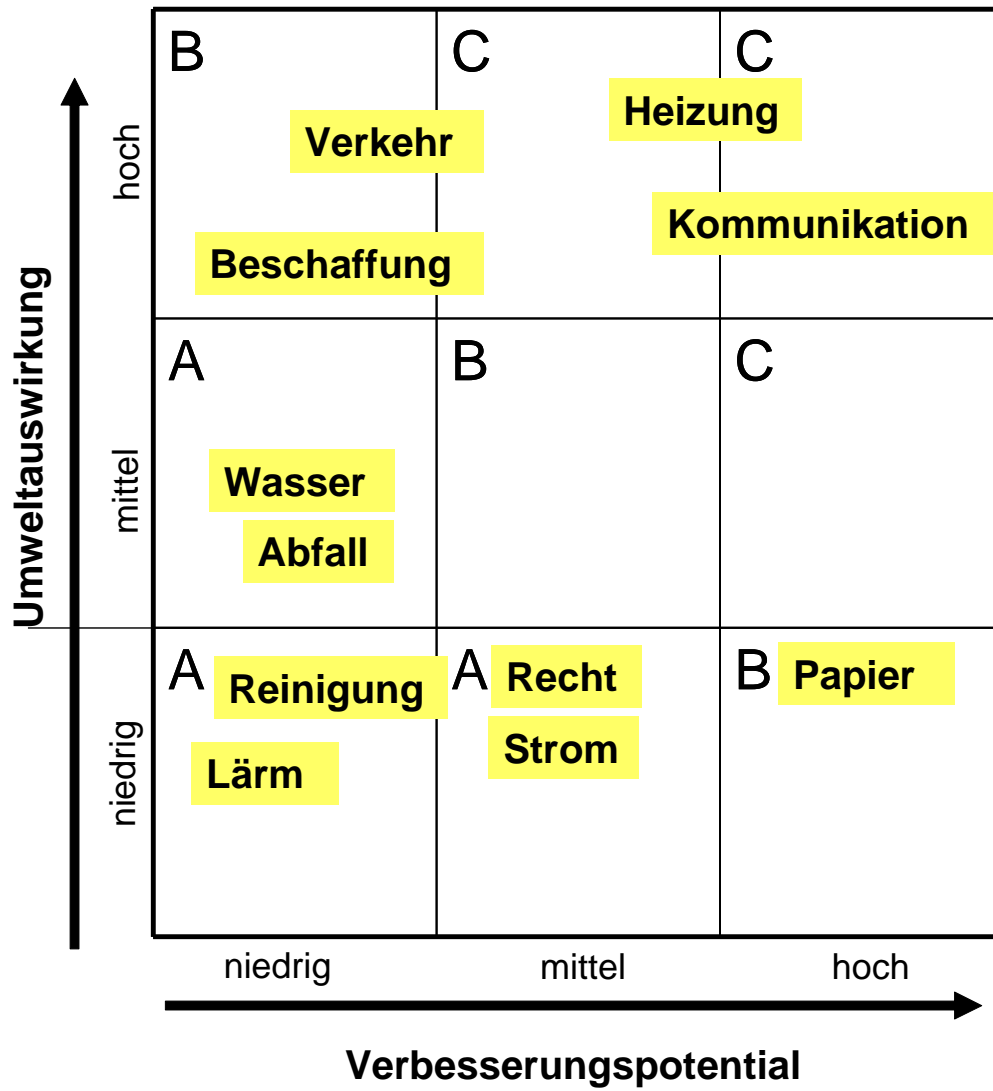 B
C
C
Heizung
Verkehr
Kommunikation
Beschaffung
hoch
A
B
C
Wasser
Abfall
mittel
A
Reinigung
A
Recht
B
Papier
Strom
Lärm
niedrig
Umweltauswirkung
niedrig
mittel
hoch
Verbesserungspotential